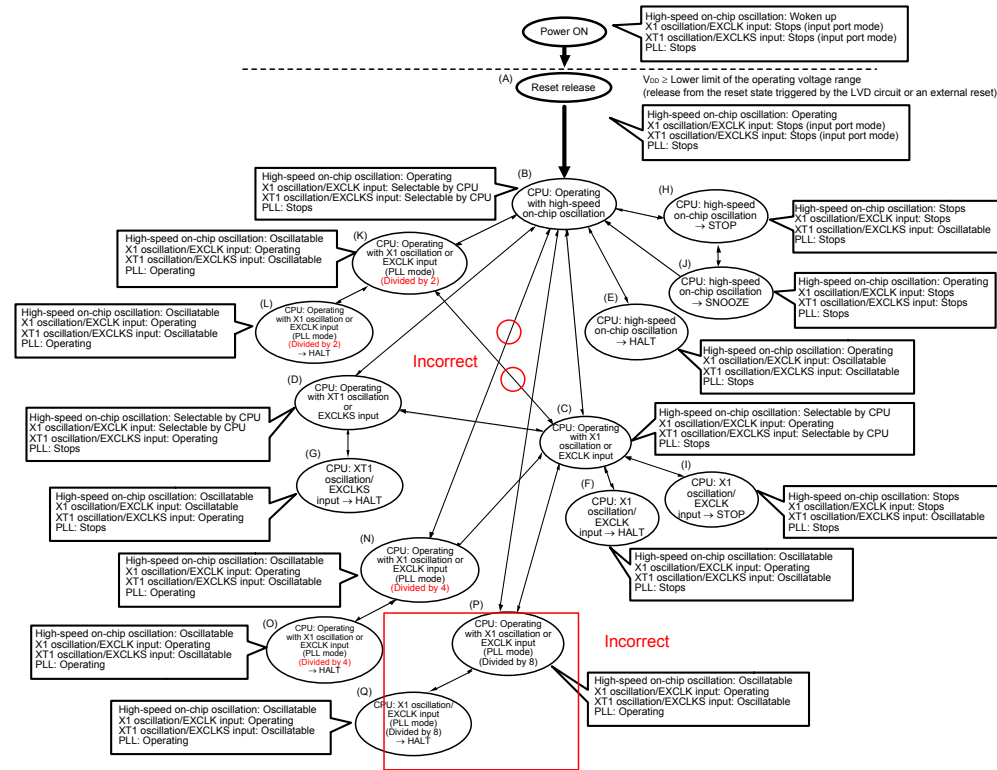 Power ON
High-speed on-chip oscillation: Woken up
X1 oscillation/EXCLK input: Stops (input port mode)
XT1 oscillation/EXCLKS input: Stops (input port mode)
PLL: Stops
(A)
Reset release
VDD ≥ Lower limit of the operating voltage range
(release from the reset state triggered by the LVD circuit or an external reset)
High-speed on-chip oscillation: Operating
X1 oscillation/EXCLK input: Stops (input port mode)
XT1 oscillation/EXCLKS input: Stops (input port mode)
PLL: Stops
(B)
CPU: Operating
with high-speed
on-chip oscillation
High-speed on-chip oscillation: Operating
X1 oscillation/EXCLK input: Selectable by CPU
XT1 oscillation/EXCLKS input: Selectable by CPU
PLL: Stops
(H)
CPU: high-speed
on-chip oscillation
→ STOP
High-speed on-chip oscillation: Stops
X1 oscillation/EXCLK input: Stops
XT1 oscillation/EXCLKS input: Oscillatable
PLL: Stops
(K)
CPU: Operating
with X1 oscillation or
EXCLK input
(PLL mode)
(Divided by 2)
High-speed on-chip oscillation: Oscillatable
X1 oscillation/EXCLK input: Operating
XT1 oscillation/EXCLKS input: Oscillatable
PLL: Operating
(J)
CPU: high-speed
on-chip oscillation
→ SNOOZE
High-speed on-chip oscillation: Operating
X1 oscillation/EXCLK input: Stops
XT1 oscillation/EXCLKS input: Stops
PLL: Stops
(L)
CPU: Operating
with X1 oscillation or
EXCLK input
(PLL mode)
(Divided by 2)
→ HALT
High-speed on-chip oscillation: Oscillatable
X1 oscillation/EXCLK input: Operating
XT1 oscillation/EXCLKS input: Oscillatable
PLL: Operating
(E)
CPU: high-speed
on-chip oscillation
→ HALT
High-speed on-chip oscillation: Operating
X1 oscillation/EXCLK input: Oscillatable
XT1 oscillation/EXCLKS input: Oscillatable
PLL: Stops
Incorrect
(D)
CPU: Operating
with XT1 oscillation
or
EXCLKS input
High-speed on-chip oscillation: Selectable by CPU
X1 oscillation/EXCLK input: Selectable by CPU
XT1 oscillation/EXCLKS input: Operating
PLL: Stops
(C)
CPU: Operating
with X1
oscillation or
EXCLK input
High-speed on-chip oscillation: Selectable by CPU
X1 oscillation/EXCLK input: Operating
XT1 oscillation/EXCLKS input: Selectable by CPU
PLL: Stops
(G)
CPU: XT1
oscillation/
EXCLKS
input → HALT
High-speed on-chip oscillation: Oscillatable
X1 oscillation/EXCLK input: Oscillatable
XT1 oscillation/EXCLKS input: Operating
PLL: Stops
(F)
CPU: X1
oscillation/
EXCLK
input → HALT
High-speed on-chip oscillation: Oscillatable
X1 oscillation/EXCLK input: Operating
XT1 oscillation/EXCLKS input: Oscillatable
PLL: Stops
(I)
CPU: X1
oscillation/
EXCLK
input → STOP
High-speed on-chip oscillation: Stops
X1 oscillation/EXCLK input: Stops
XT1 oscillation/EXCLKS input: Oscillatable
PLL: Stops
(N)
CPU: Operating
with X1 oscillation or
EXCLK input
(PLL mode)
(Divided by 4)
High-speed on-chip oscillation: Oscillatable
X1 oscillation/EXCLK input: Operating
XT1 oscillation/EXCLKS input: Oscillatable
PLL: Operating
(O)
CPU: Operating
with X1 oscillation or
EXCLK input
(PLL mode)
(Divided by 4)
→ HALT
High-speed on-chip oscillation: Oscillatable
X1 oscillation/EXCLK input: Operating
XT1 oscillation/EXCLKS input: Oscillatable
PLL: Operating
(P)
CPU: Operating
with X1 oscillation or
EXCLK input
(PLL mode)
(Divided by 8)
Incorrect
High-speed on-chip oscillation: Oscillatable
X1 oscillation/EXCLK input: Operating
XT1 oscillation/EXCLKS input: Oscillatable
PLL: Operating
(Q)
CPU: X1 oscillation/
EXCLK input
(PLL mode)
(Divided by 8)
→ HALT
High-speed on-chip oscillation: Oscillatable
X1 oscillation/EXCLK input: Operating
XT1 oscillation/EXCLKS input: Oscillatable
PLL: Operating